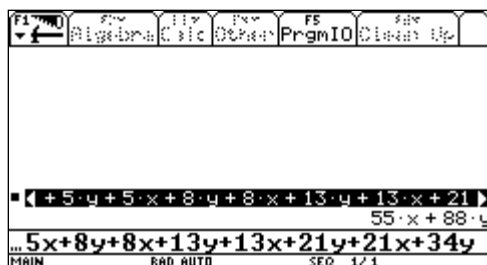 F1 F2 Algebra F3 Calc F4 Other F5 PrgmIO F6 Clean Up
+ 5·y + 5·x + 8·y + 8·x + 13·y + 13·x + 21
55·x + 88·y
…5x+8y+8x+13y+13x+21y+21x+34y
MAIN RAD AUTO SEQ 1/1